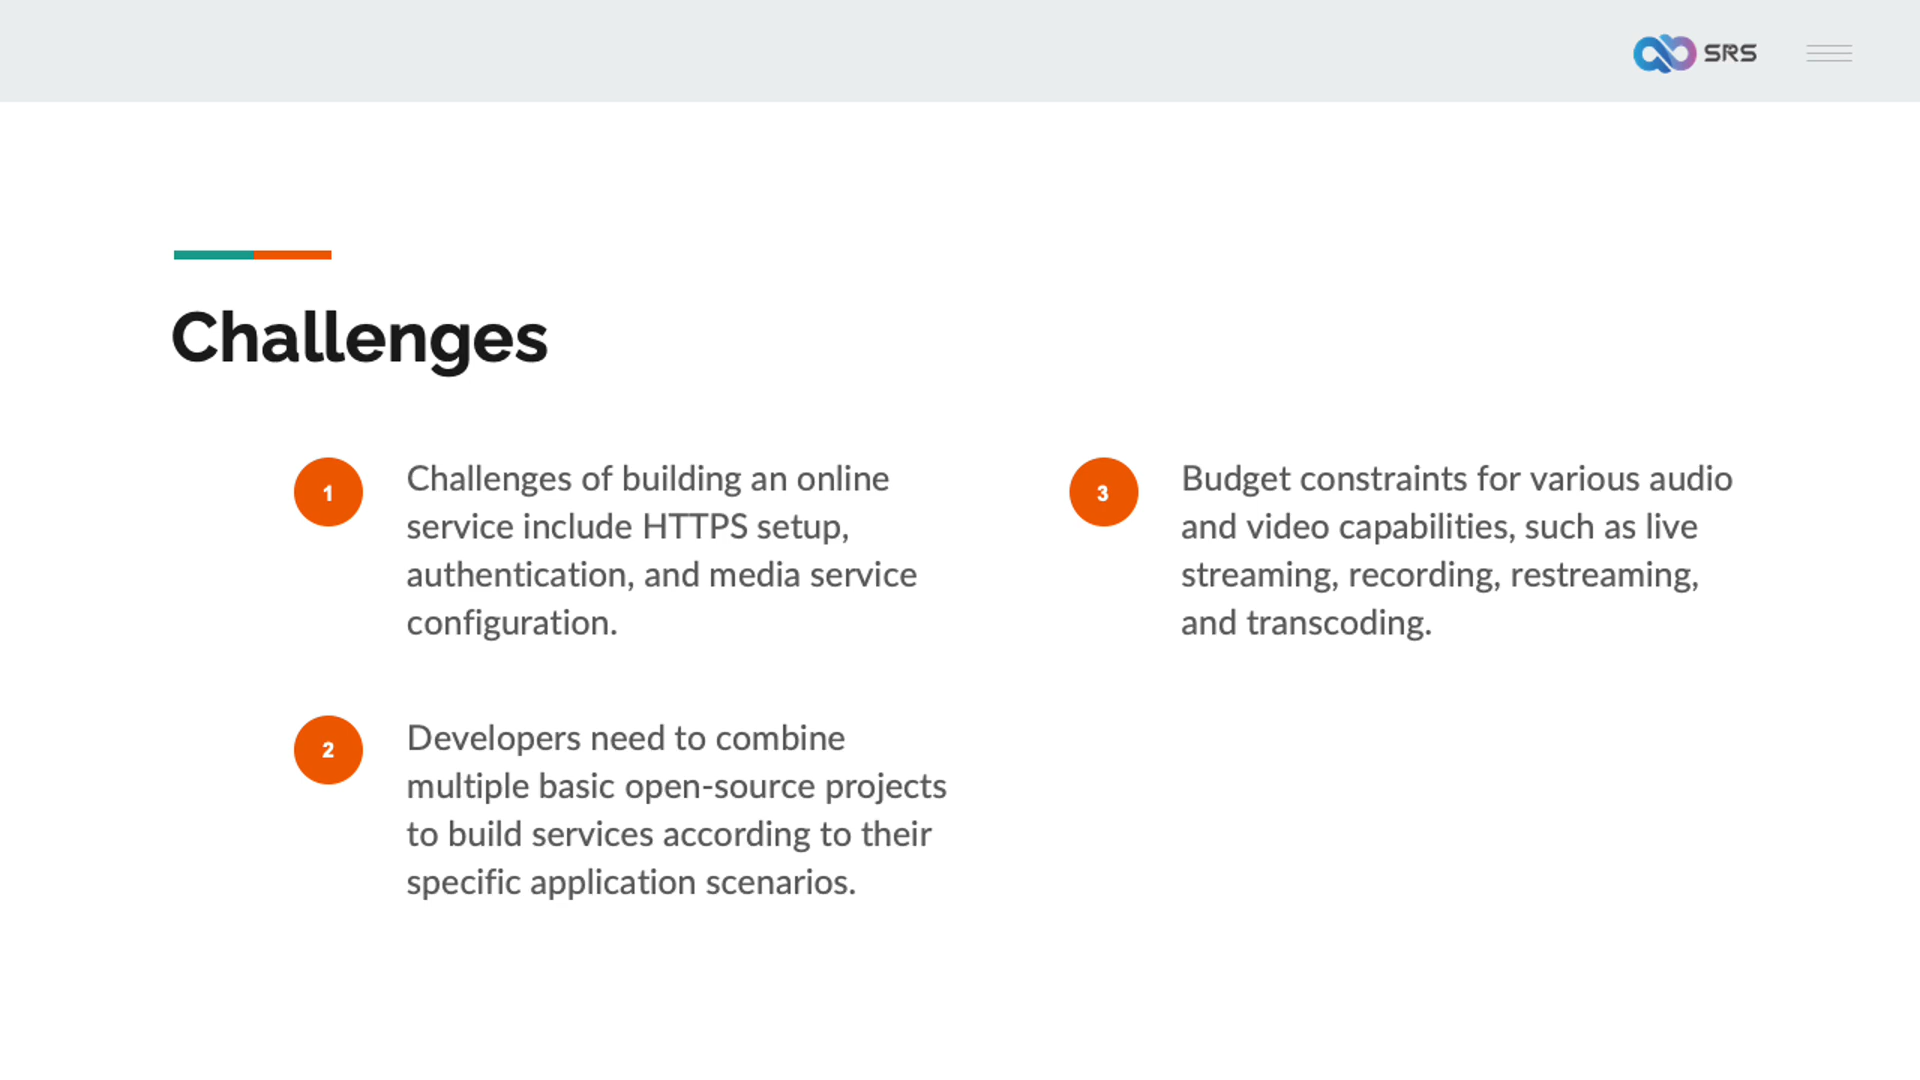 SRS
Challenges
1
Challenges of building an online
service include HTTPS setup,
authentication, and media service
configuration.
2
Developers need to combine
multiple basic open-source projects
to build services according to their
specific application scenarios.
3
Budget constraints for various audio
and video capabilities, such as live
streaming, recording, restreaming,
and transcoding.